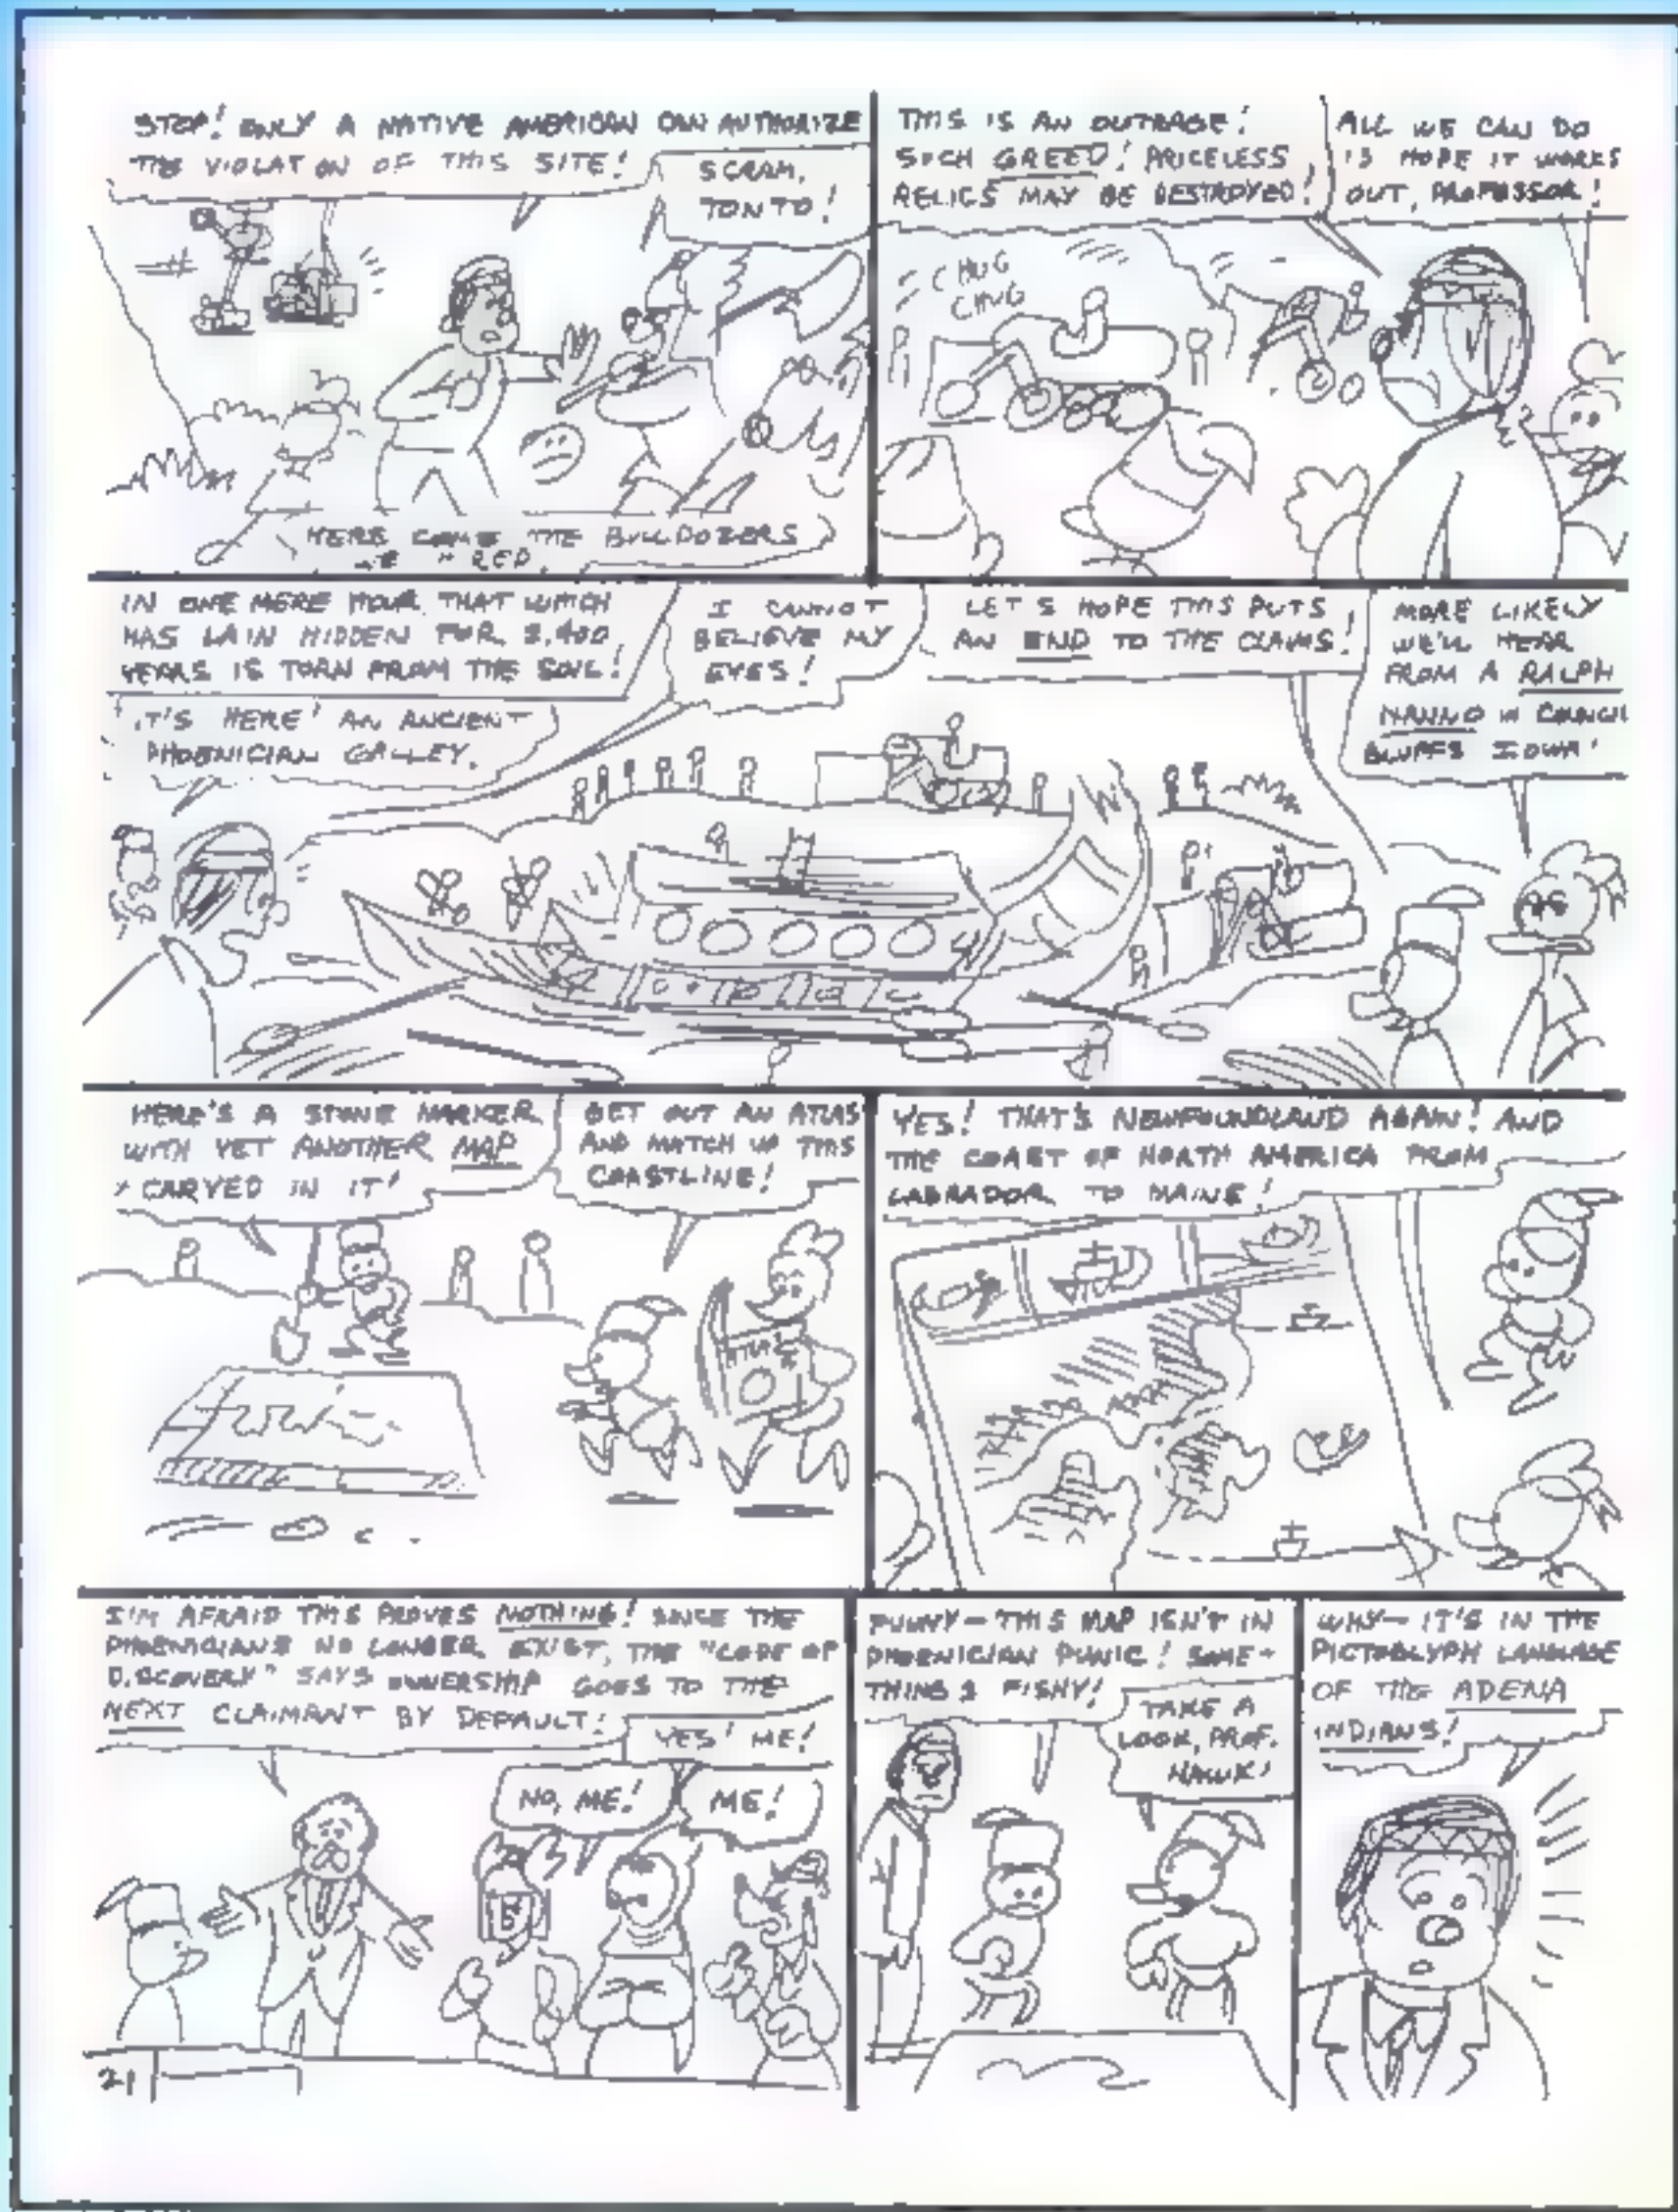 STOP! ONLY A NATIVE AMERICAN CAN AUTHORIZE
THE VIOLATION OF THIS SITE!
SCRAM,
TONTO!
HERE COME THE BULLDOZERS
THIS IS AN OUTRAGE!
SUCH GREED! PRICELESS
RELICS MAY BE DESTROYED!
ALL WE CAN DO
IS HOPE IT WORKS
OUT, PROFESSOR!
CHUG
CHUG
IN ONE MERE HOUR, THAT WHICH
HAS LAIN HIDDEN FOR 2,400
YEARS IS TORN FROM THE SOIL!
IT'S HERE! AN ANCIENT
PHOENICIAN GALLEY.
I CANNOT
BELIEVE MY
EYES!
LET'S HOPE THIS PUTS
AN END TO THE CLAIMS!
MORE LIKELY
WE'LL HEAR
FROM A RALPH
HANNO IN COUNCIL
BLUFFS IOWA!
HERE'S A STONE MARKER
WITH YET ANOTHER MAP
CARVED IN IT!
GET OUT AN ATLAS
AND MATCH UP THIS
COASTLINE!
ATLAS
YES! THAT'S NEWFOUNDLAND AGAIN! AND
THE COAST OF NORTH AMERICA FROM
LABRADOR TO MAINE!
I'M AFRAID THIS PROVES NOTHING! SINCE THE
PHOENICIANS NO LONGER EXIST, THE "CODE OF
DISCOVERY" SAYS OWNERSHIP GOES TO THE
NEXT CLAIMANT BY DEFAULT!
YES! ME!
NO, ME!
ME!
FUNNY — THIS MAP ISN'T IN
PHOENICIAN PUNIC! SOME-
THING'S FISHY!
TAKE A
LOOK, PROF.
HAWK!
WHY — IT'S IN THE
PICTOGLYPH LANGUAGE
OF THE ADENA
INDIANS!
21